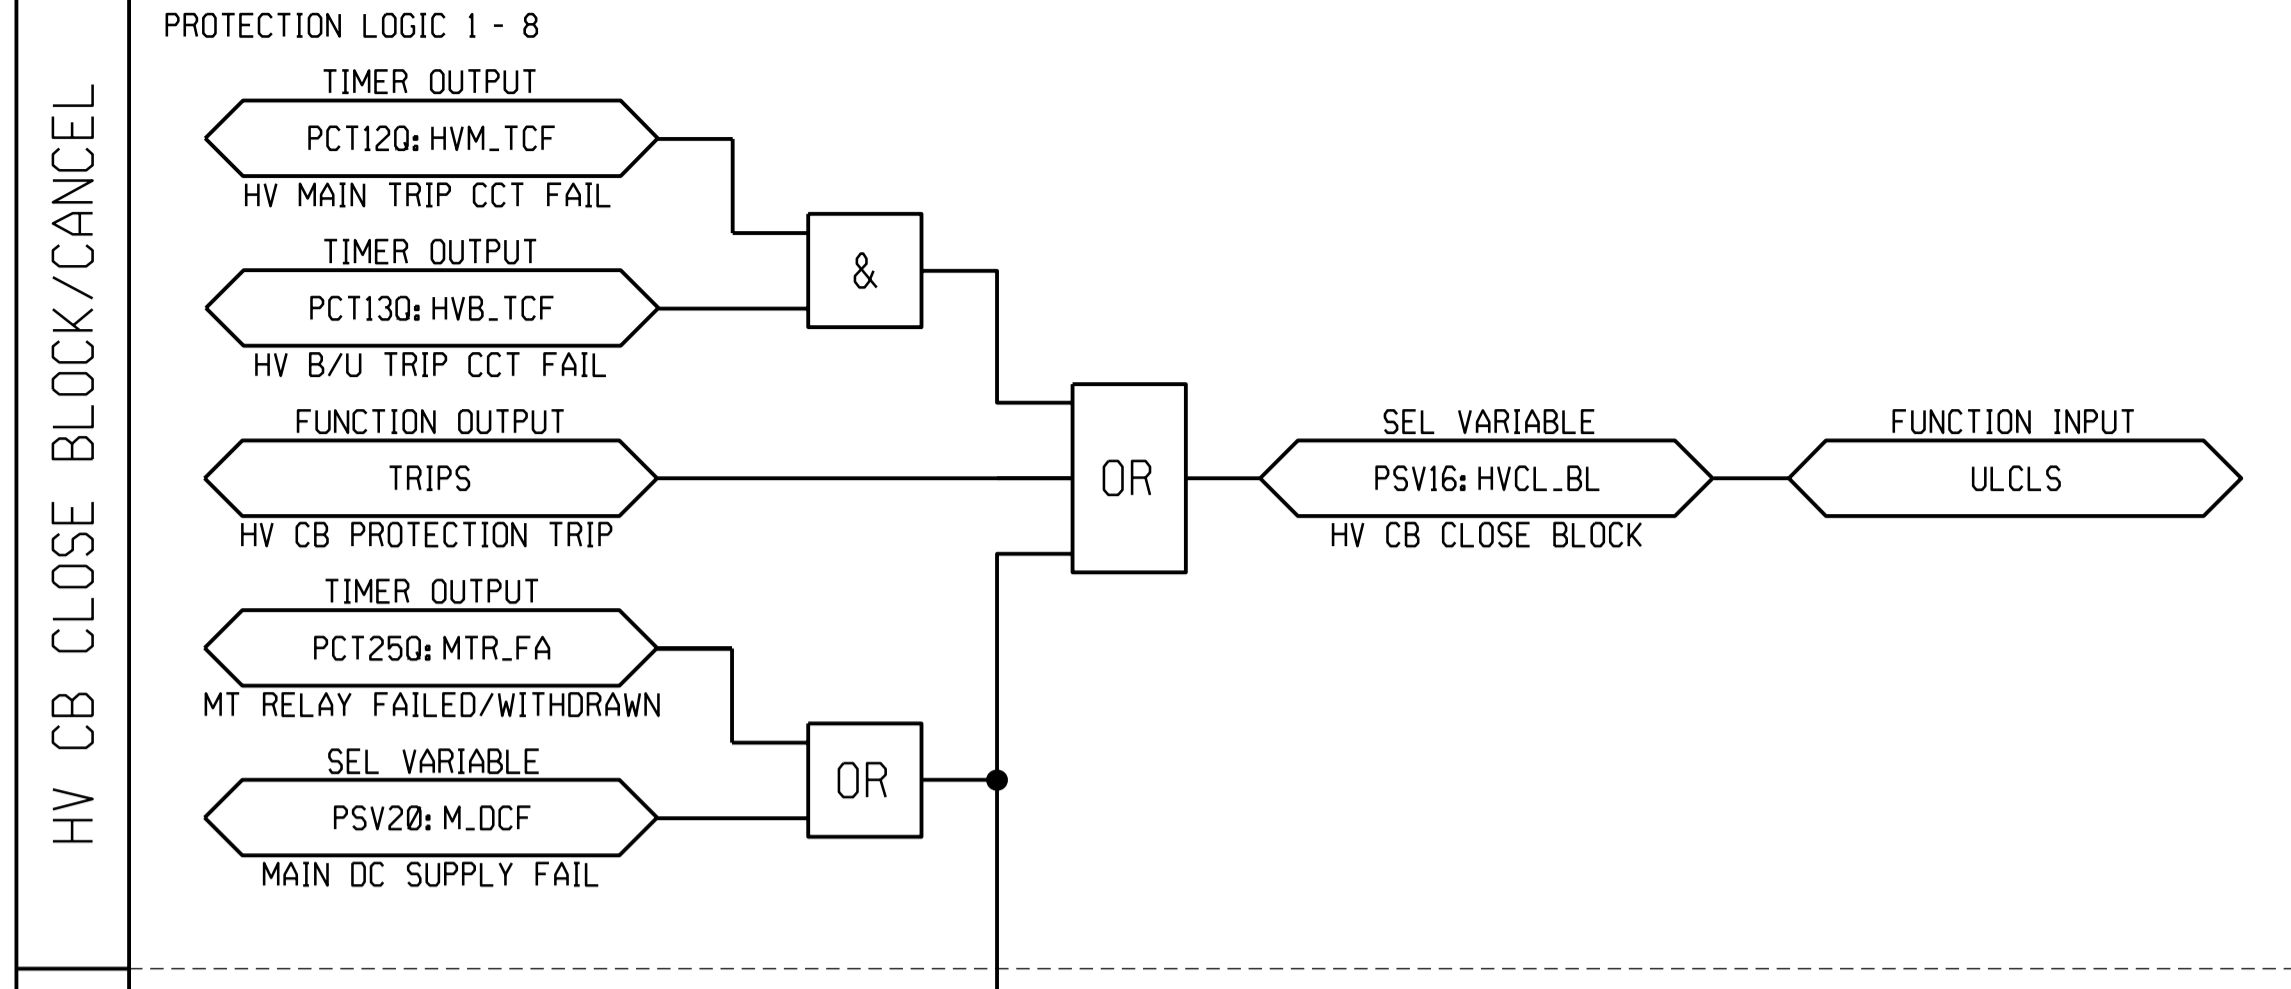 PROTECTION LOGIC 1 - 8
HV CB CLOSE BLOCK/CANCEL
TIMER OUTPUT
PCT12Q: HVM_TCF
HV MAIN TRIP CCT FAIL
&
TIMER OUTPUT
PCT13Q: HVB_TCF
HV B/U TRIP CCT FAIL
FUNCTION OUTPUT
TRIPS
HV CB PROTECTION TRIP
OR
SEL VARIABLE
PSV16: HVCL_BL
HV CB CLOSE BLOCK
FUNCTION INPUT
ULCLS
TIMER OUTPUT
PCT25Q: MTR_FA
MT RELAY FAILED/WITHDRAWN
OR
SEL VARIABLE
PSV20: M_DCF
MAIN DC SUPPLY FAIL